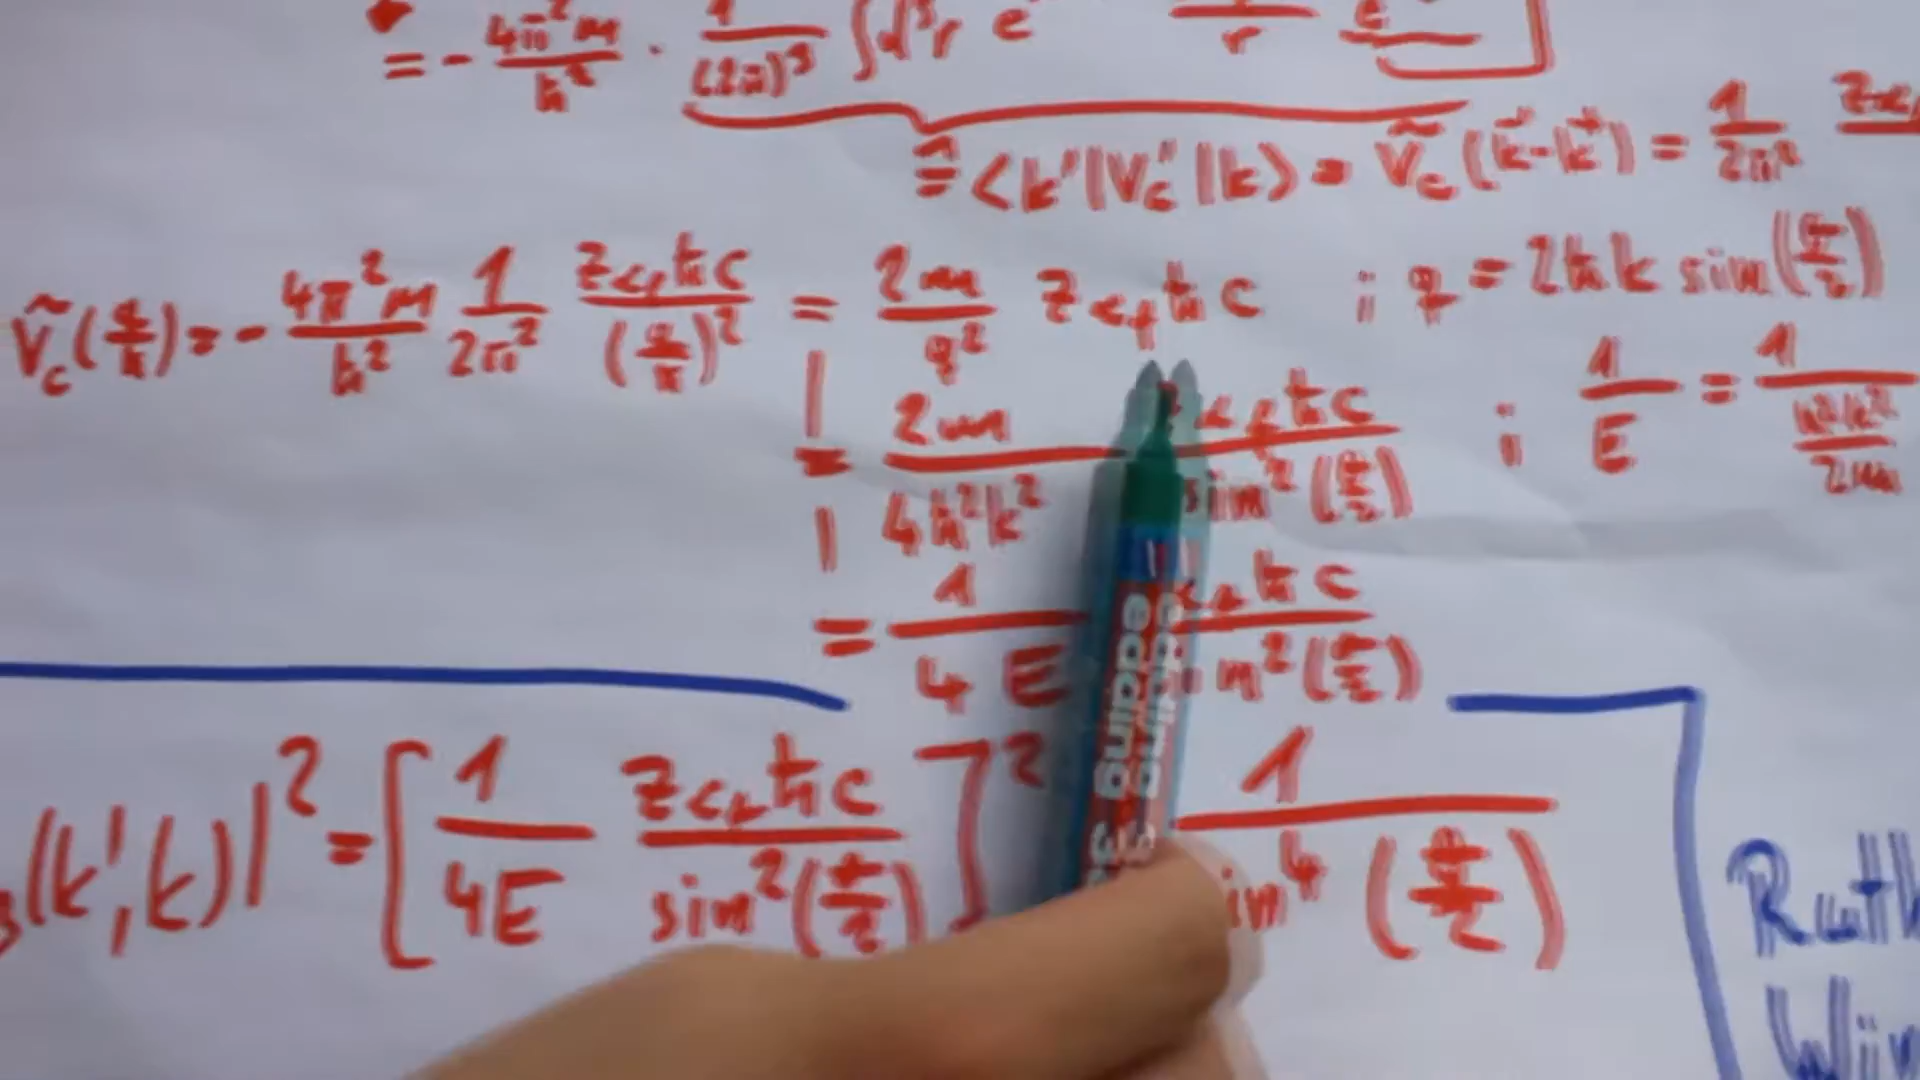 = - 4π²m/ħ² · 1/(2π)³ ∫d³r e
≙ <k'|V_c|k> = Ṽ_c(k⃗'-k⃗) = 1/2π²
Ṽ_c(q/ħ) = - 4π²m/ħ² 1/2π² Zαħc/(q/ħ)² = 2m/q² Zαħc ; q = 2ħk sin(θ/2)
= 2m/4ħ²k² Zαħc/sin²(θ/2) ; 1/E = 1/(ħ²k²/2m)
= 1/4E αħc/sin²(θ/2)
(k',k)|² = [1/4E Zαħc/sin²(θ/2)]² 1/sin⁴(θ/2)
edding
Ruth